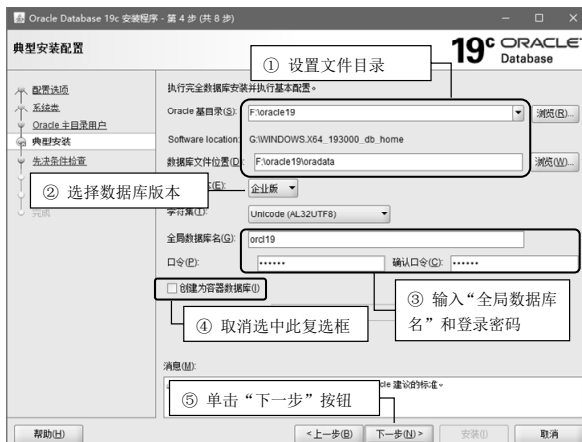 Oracle Database 19c 安装程序 - 第 4 步 (共 8 步)
典型安装配置
19c ORACLE
Database
① 设置文件目录
配置选项
系统类
Oracle 主目录用户
典型安装
先决条件检查
完成
执行完全数据库安装并执行基本配置。
Oracle 基目录(S): F:\oracle19 浏览(R)...
Software location: G:\WINDOWS.X64_193000_db_home
数据库文件位置(D) F:\oracle19\oradata 浏览(W)...
② 选择数据库版本
(E): 企业版
字符集(T): Unicode (AL32UTF8)
全局数据库名(G): orcl19
口令(P): •••••• 确认口令(C): ••••••
创建为容器数据库(I)
③ 输入“全局数据库名”和登录密码
④ 取消选中此复选框
消息(M):
cle 建议的标准。
⑤ 单击“下一步”按钮
帮助(H) < 上一步(B) 下一步(N) > 安装(I) 取消